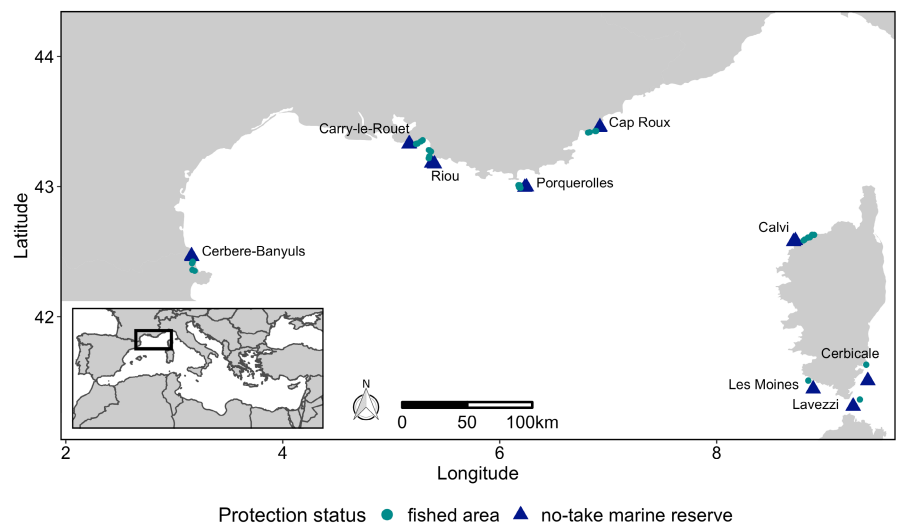 44
Cap Roux
Carry-le-Rouet
Riou
43
Porquerolles
Latitude
Calvi
Cerbere-Banyuls
42
Cerbicale
N
Les Moines
Lavezzi
0 50 100km
2 4 6 8
Longitude
Protection status fished area no-take marine reserve